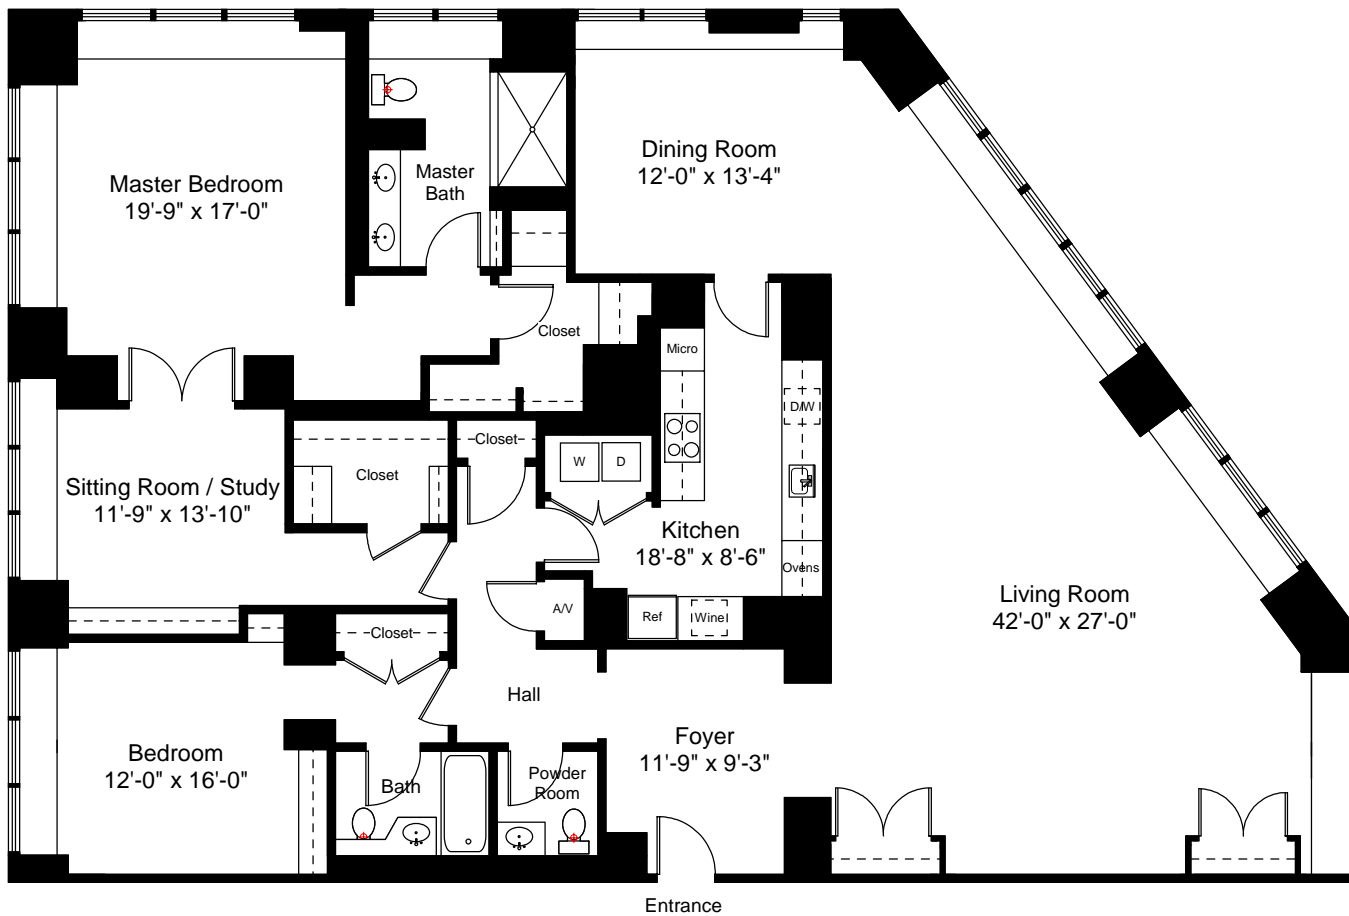 Master Bedroom
19'-9" x 17'-0"
Master
Bath
Dining Room
12'-0" x 13'-4"
Closet
Micro
D/W
Sitting Room / Study
11'-9" x 13'-10"
Closet
Closet
W
D
Kitchen
18'-8" x 8'-6"
Ovens
A/V
Ref
Wine
Living Room
42'-0" x 27'-0"
Closet
Hall
Bedroom
12'-0" x 16'-0"
Bath
Powder
Room
Foyer
11'-9" x 9'-3"
Entrance